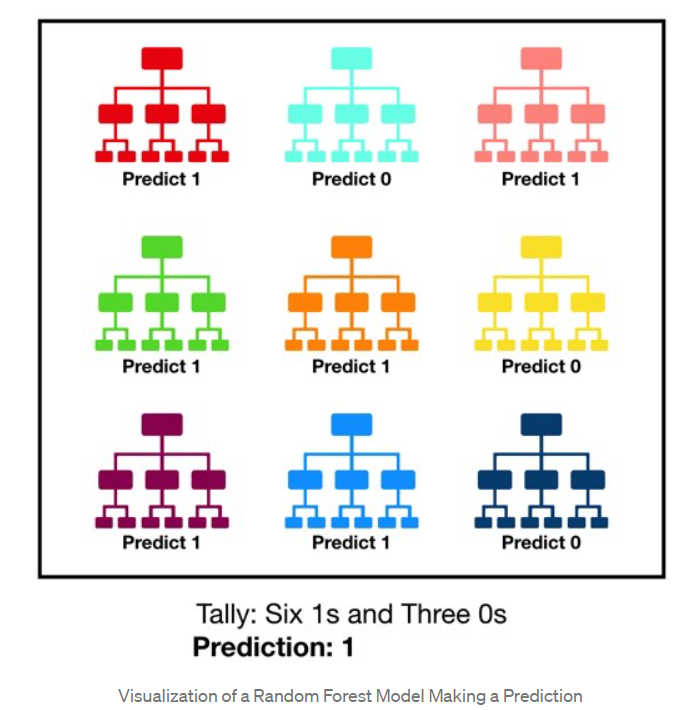 Predict 1
Predict 0
Predict 1
Predict 1
Predict 1
Predict 0
Predict 1
Predict 1
Predict 0
Tally: Six 1s and Three 0s
Prediction: 1
Visualization of a Random Forest Model Making a Prediction